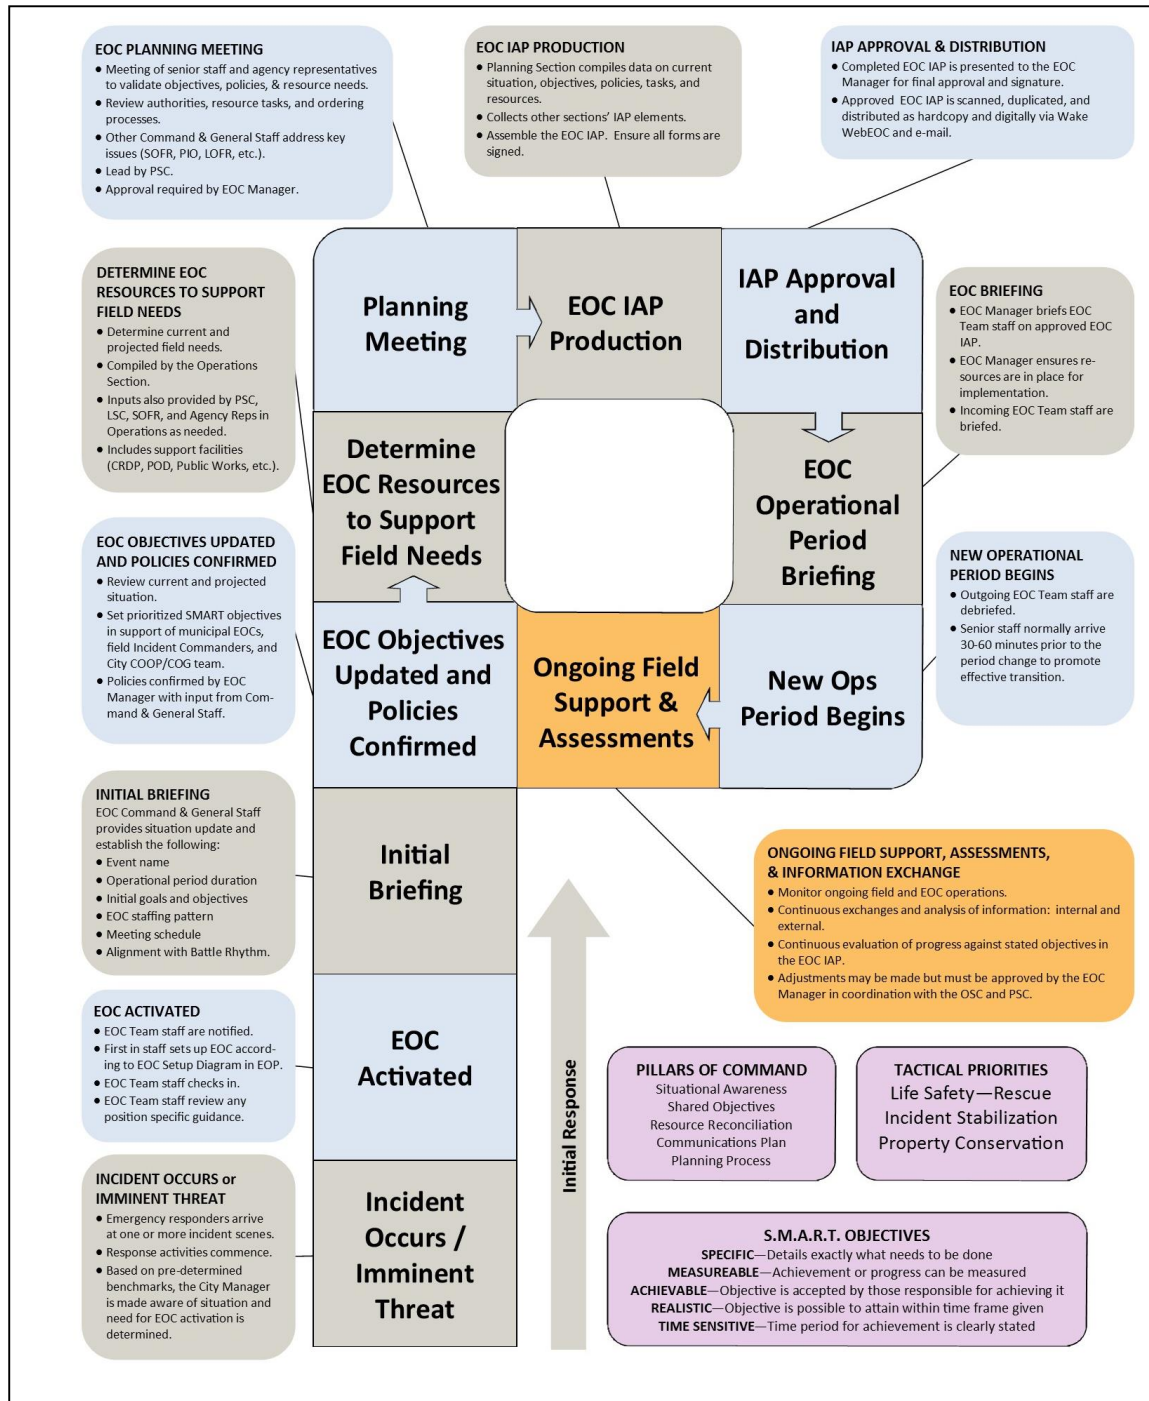 EOC PLANNING MEETING
● Meeting of senior staff and agency representatives
to validate objectives, policies, & resource needs.
● Review authorities, resource tasks, and ordering
processes.
● Other Command & General Staff address key
issues (SOFR, PIO, LOFR, etc.).
● Lead by PSC.
● Approval required by EOC Manager.
EOC IAP PRODUCTION
● Planning Section compiles data on current
situation, objectives, policies, tasks, and
resources.
● Collects other sections' IAP elements.
● Assemble the EOC IAP.  Ensure all forms are
signed.
IAP APPROVAL & DISTRIBUTION
● Completed EOC IAP is presented to the EOC
Manager for final approval and signature.
● Approved  EOC IAP is scanned, duplicated, and
distributed as hardcopy and digitally via Wake
WebEOC and e-mail.
DETERMINE EOC
RESOURCES TO SUPPORT
FIELD NEEDS
● Determine current and
projected field needs.
● Compiled by the Operations
Section.
● Inputs also provided by PSC,
LSC, SOFR, and Agency Reps in
Operations as needed.
● Includes support facilities
(CRDP, POD, Public Works, etc.).
Planning
Meeting
EOC IAP
Production
IAP Approval
and
Distribution
EOC BRIEFING
● EOC Manager briefs EOC
Team staff on approved EOC
IAP.
● EOC Manager ensures re-
sources are in place for
implementation.
● Incoming EOC Team staff are
briefed.
Determine
EOC Resources
to Support
Field Needs
EOC
Operational
Period
Briefing
EOC OBJECTIVES UPDATED
AND POLICIES CONFIRMED
● Review current and projected
situation.
● Set prioritized SMART objectives
in support of municipal EOCs,
field Incident Commanders, and
City COOP/COG team.
● Policies confirmed by EOC
Manager with input from Com-
mand & General Staff.
EOC Objectives
Updated and
Policies
Confirmed
Ongoing Field
Support &
Assessments
New Ops
Period Begins
NEW OPERATIONAL
PERIOD BEGINS
● Outgoing EOC Team staff are
debriefed.
● Senior staff normally arrive
30-60 minutes prior to the
period change to promote
effective transition.
INITIAL BRIEFING
EOC Command & General Staff
provides situation update and
establish the following:
● Event name
● Operational period duration
● Initial goals and objectives
● EOC staffing pattern
● Meeting schedule
● Alignment with Battle Rhythm.
Initial
Briefing
ONGOING FIELD SUPPORT, ASSESSMENTS,
& INFORMATION EXCHANGE
● Monitor ongoing field and EOC operations.
● Continuous exchanges and analysis of information:  internal and
external.
● Continuous evaluation of progress against stated objectives in
the EOC IAP.
● Adjustments may be made but must be approved by the EOC
Manager in coordination with the OSC and PSC.
EOC ACTIVATED
● EOC Team staff are notified.
● First in staff sets up EOC accord-
ing to EOC Setup Diagram in EOP.
● EOC Team staff checks in.
● EOC Team staff review any
position specific guidance.
EOC
Activated
Initial Response
PILLARS OF COMMAND
Situational Awareness
Shared Objectives
Resource Reconciliation
Communications Plan
Planning Process
TACTICAL PRIORITIES
Life Safety—Rescue
Incident Stabilization
Property Conservation
INCIDENT OCCURS or
IMMINENT THREAT
● Emergency responders arrive
at one or more incident scenes.
● Response activities commence.
● Based on pre-determined
benchmarks, the City Manager
is made aware of situation and
need for EOC activation is
determined.
Incident
Occurs /
Imminent
Threat
S.M.A.R.T. OBJECTIVES
SPECIFIC—Details exactly what needs to be done
MEASUREABLE—Achievement or progress can be measured
ACHIEVABLE—Objective is accepted by those responsible for achieving it
REALISTIC—Objective is possible to attain within time frame given
TIME SENSITIVE—Time period for achievement is clearly stated